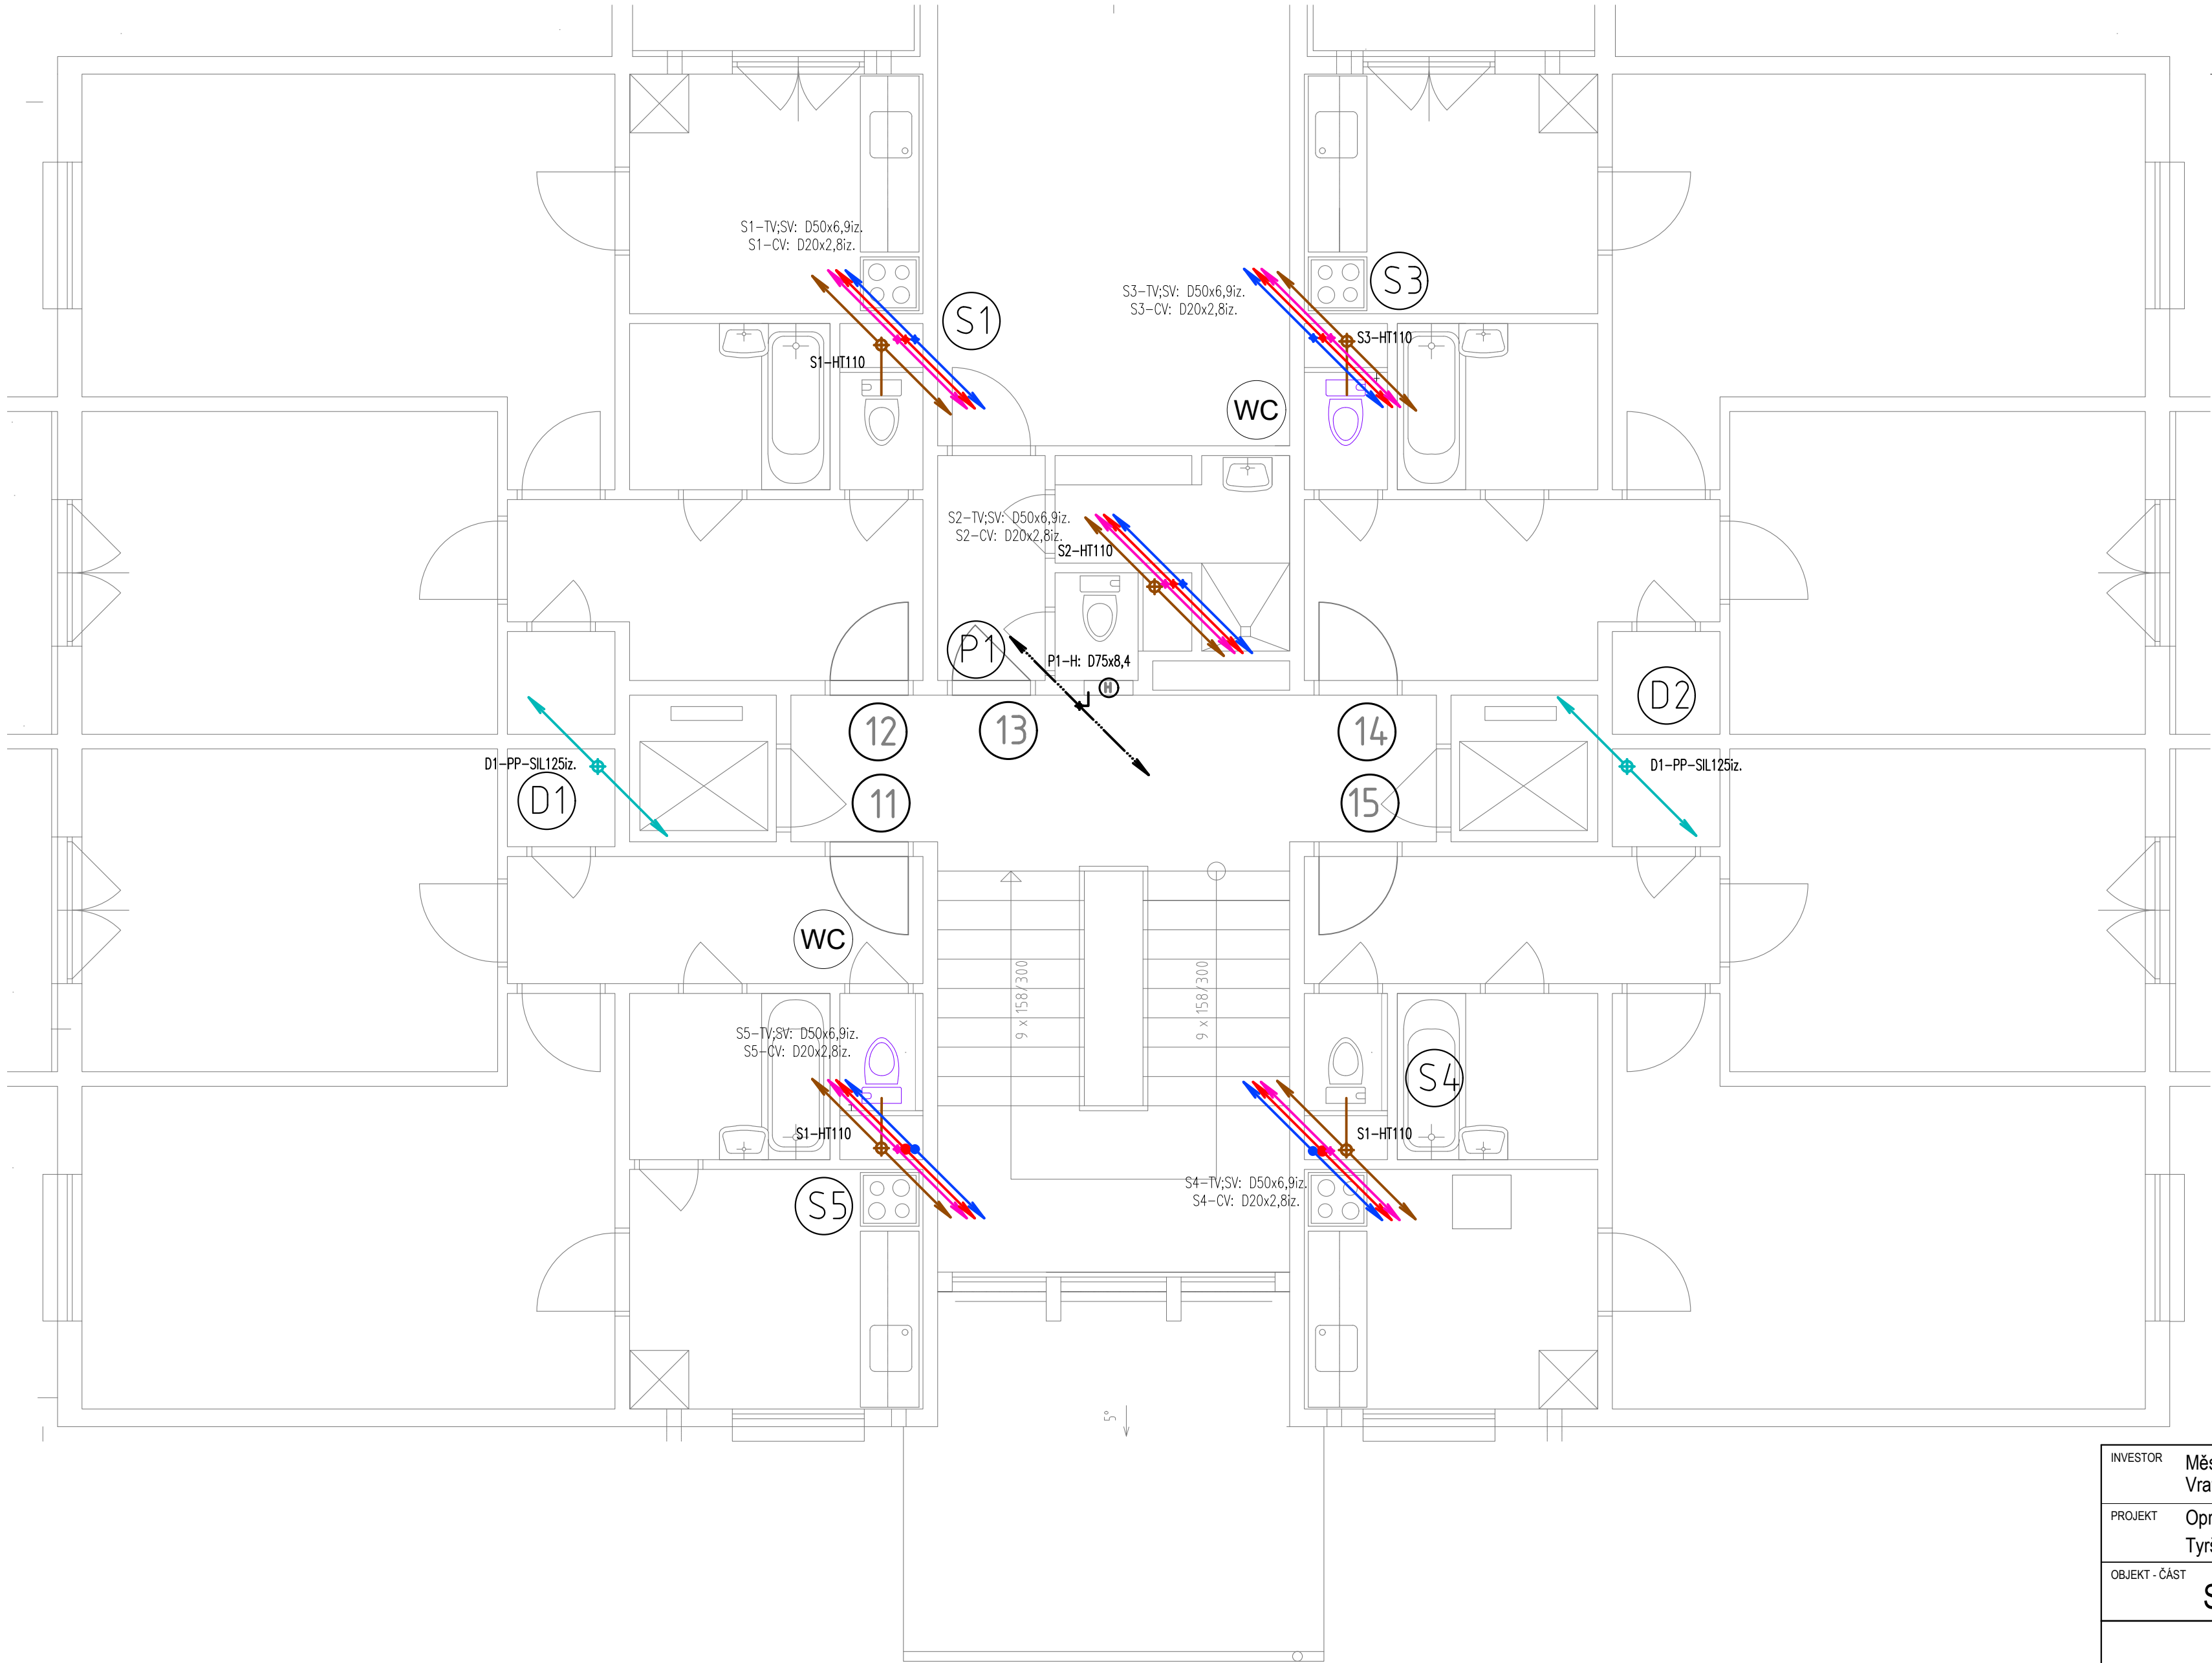 S1-TV;SV: D50x6,9iz.
S1-CV: D20x2,8iz.
S1
S1-HT110
S3-TV;SV: D50x6,9iz.
S3-CV: D20x2,8iz.
S3
S3-HT110
WC
S2-TV;SV: D50x6,9iz.
S2-CV: D20x2,8iz.
S2-HT110
P1
P1-H: D75x8,4
H
D2
12
13
14
D1-PP-SIL125iz.
D1-PP-SIL125iz.
D1
11
15
WC
9 x 158/300
9 x 158/300
S5-TV;SV: D50x6,9iz.
S5-CV: D20x2,8iz.
S4
S1-HT110
S1-HT110
S4-TV;SV: D50x6,9iz.
S4-CV: D20x2,8iz.
S5
5°
INVESTOR
PROJEKT
OBJEKT - ČÁST